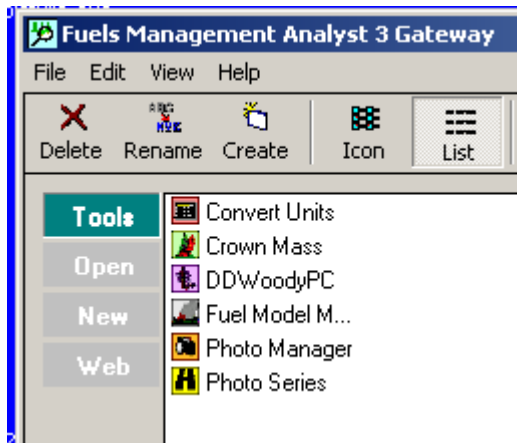 Fuels Management Analyst 3 Gateway
File Edit View Help
Delete Rename Create Icon List
Tools
Open
New
Web
Convert Units
Crown Mass
DDWoodyPC
Fuel Model M...
Photo Manager
Photo Series